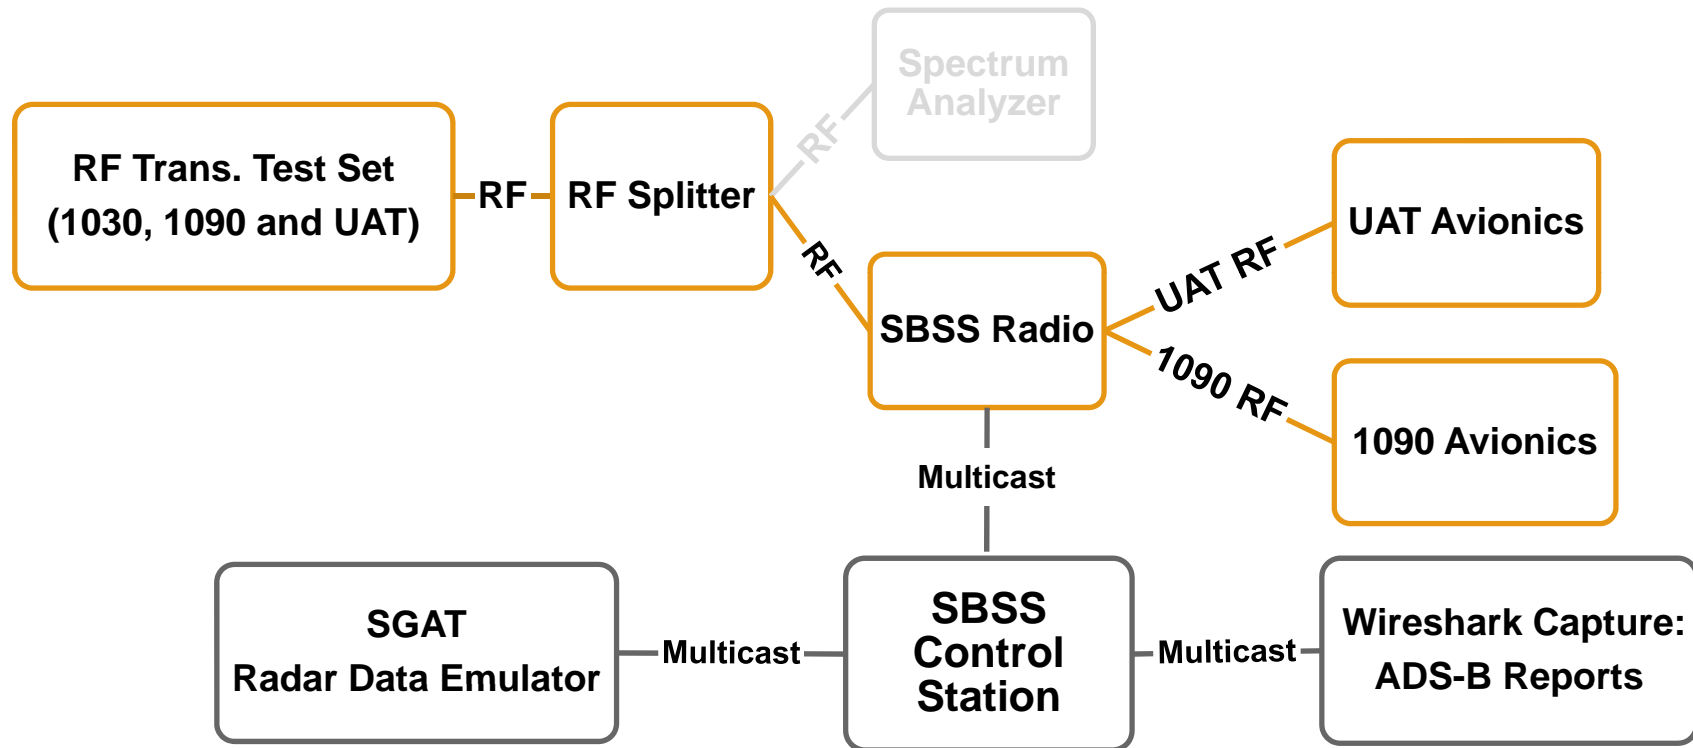 Spectrum
Analyzer
RF
RF Trans. Test Set
(1030, 1090 and UAT)
RF
RF Splitter
RF
SBSS Radio
UAT RF
UAT Avionics
1090 RF
1090 Avionics
Multicast
SGAT
Radar Data Emulator
Multicast
SBSS
Control
Station
Multicast
Wireshark Capture:
ADS-B Reports